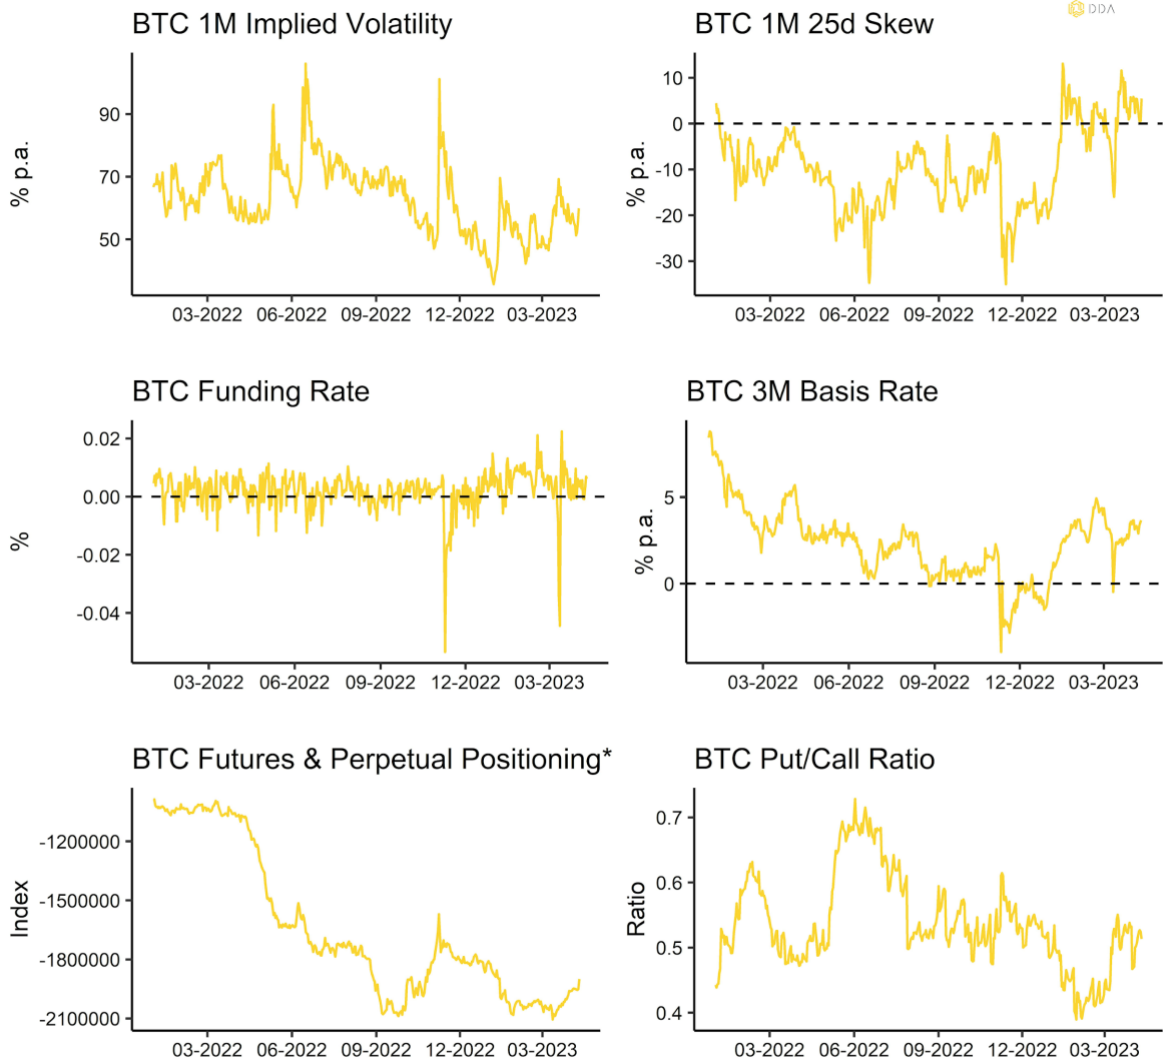 DDA
BTC 1M Implied Volatility
% p.a.
90
70
50
03-2022 06-2022 09-2022 12-2022 03-2023
BTC 1M 25d Skew
% p.a.
10
0
-10
-20
-30
03-2022 06-2022 09-2022 12-2022 03-2023
BTC Funding Rate
%
0.02
0.00
-0.02
-0.04
03-2022 06-2022 09-2022 12-2022 03-2023
BTC 3M Basis Rate
% p.a.
5
0
03-2022 06-2022 09-2022 12-2022 03-2023
BTC Futures & Perpetual Positioning*
Index
-1200000
-1500000
-1800000
-2100000
03-2022 06-2022 09-2022 12-2022 03-2023
BTC Put/Call Ratio
Ratio
0.7
0.6
0.5
0.4
03-2022 06-2022 09-2022 12-2022 03-2023